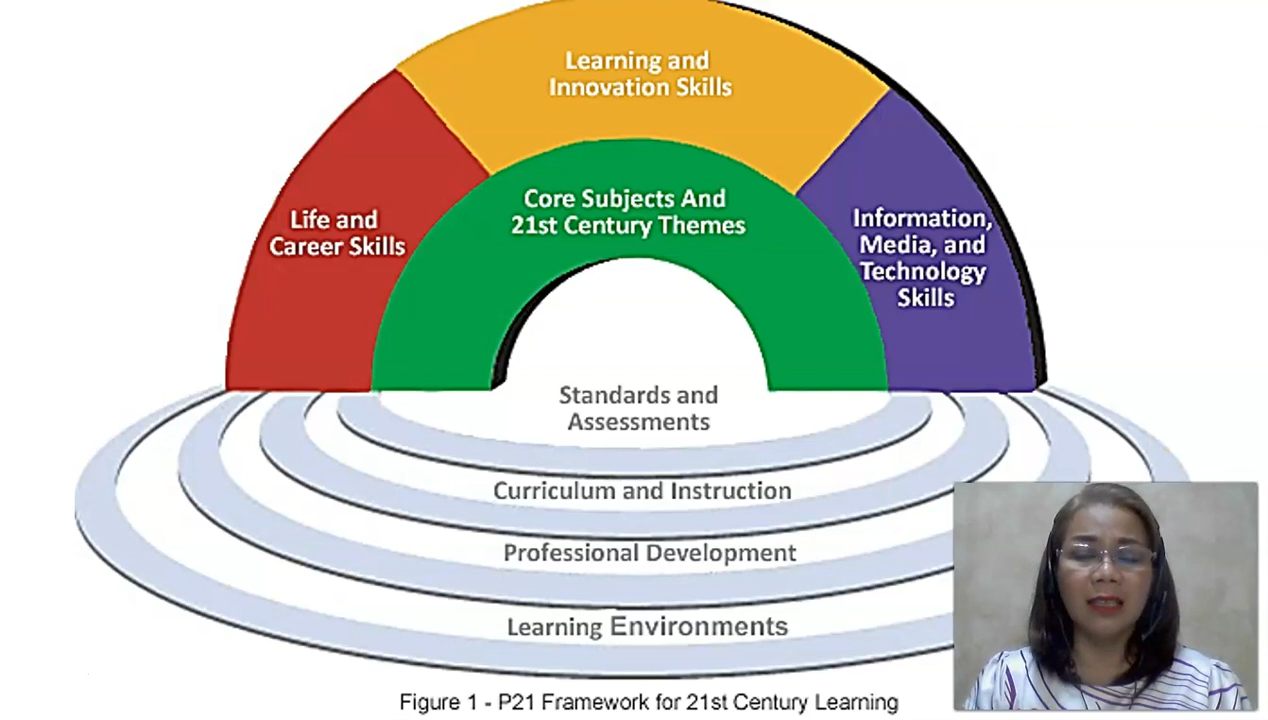 Learning and
Innovation Skills
Core Subjects And
21st Century Themes
Life and
Career Skills
Information,
Media, and
Technology
Skills
Standards and
Assessments
Curriculum and Instruction
Professional Development
Learning Environments
Figure 1 - P21 Framework for 21st Century Learning